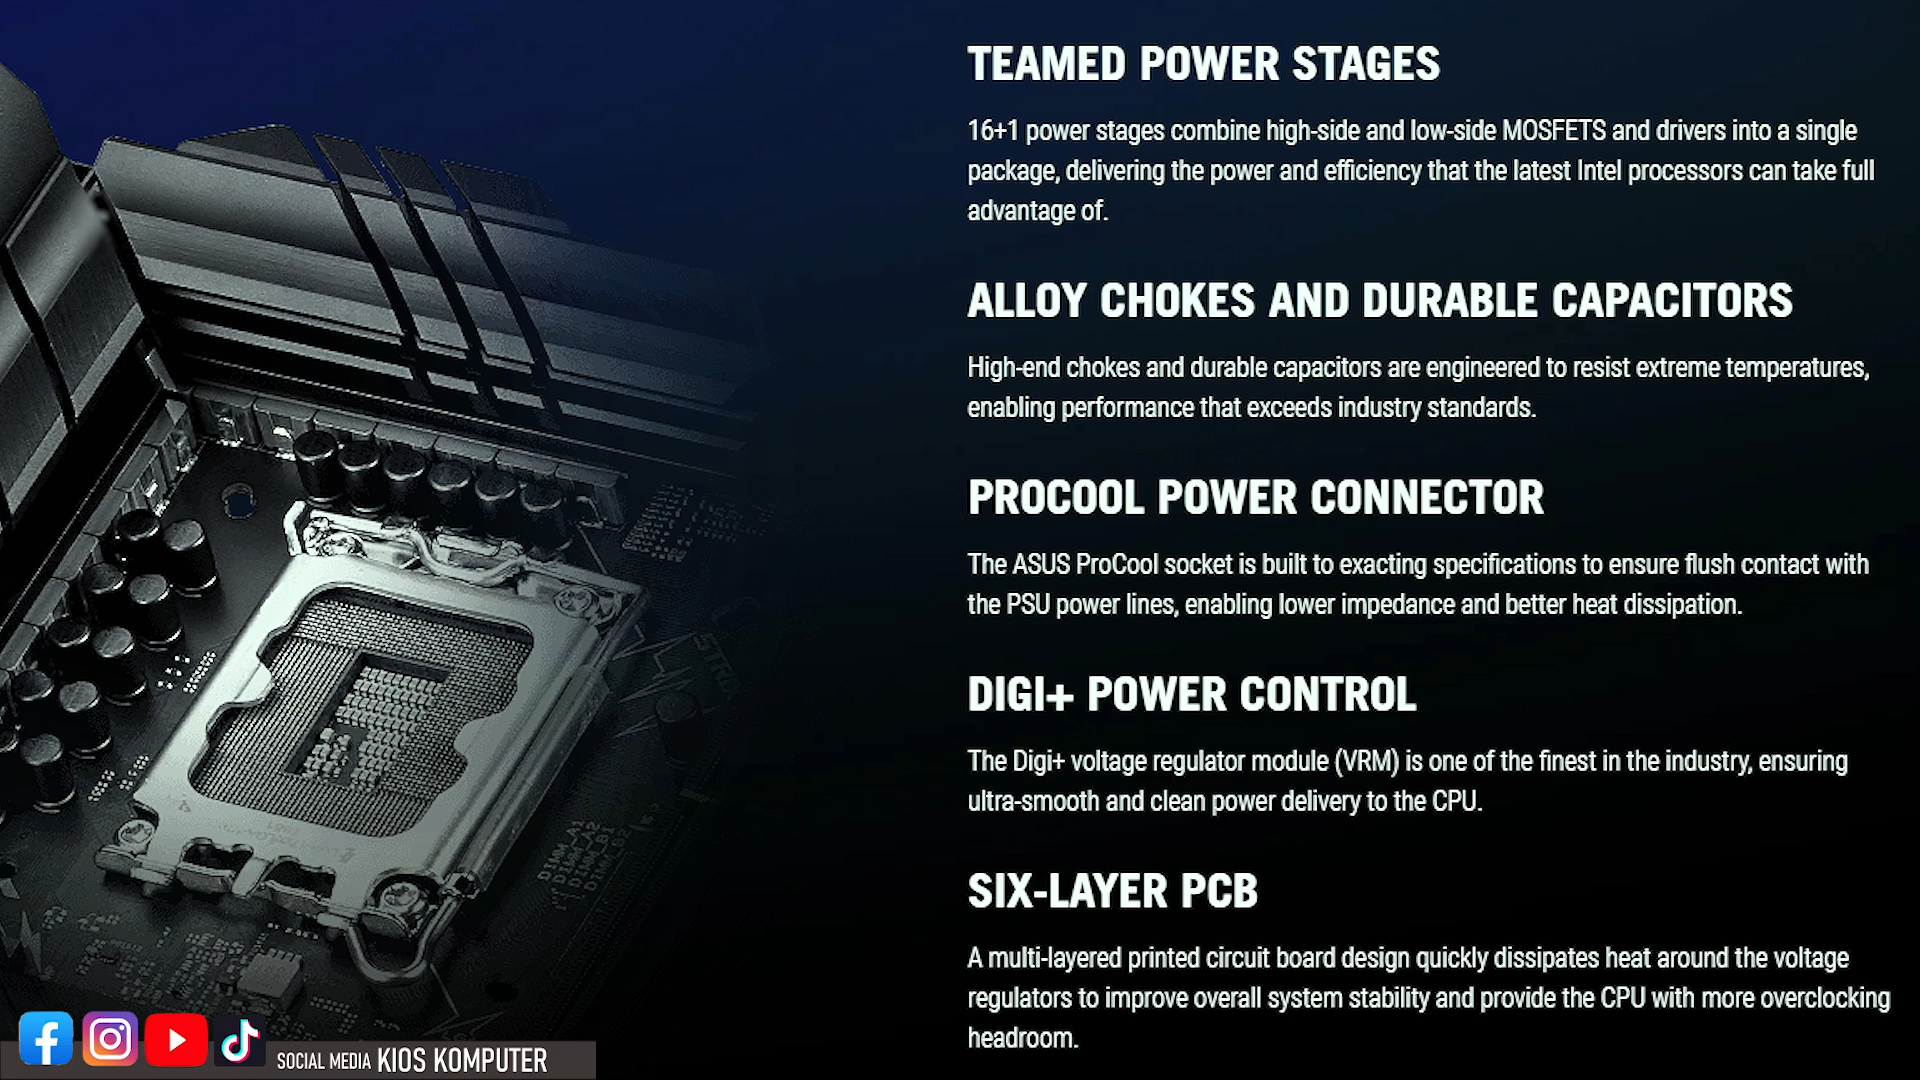 TEAMED POWER STAGES
16+1 power stages combine high-side and low-side MOSFETS and drivers into a single
package, delivering the power and efficiency that the latest Intel processors can take full
advantage of.
ALLOY CHOKES AND DURABLE CAPACITORS
High-end chokes and durable capacitors are engineered to resist extreme temperatures,
enabling performance that exceeds industry standards.
PROCOOL POWER CONNECTOR
The ASUS ProCool socket is built to exacting specifications to ensure flush contact with
the PSU power lines, enabling lower impedance and better heat dissipation.
DIGI+ POWER CONTROL
The Digi+ voltage regulator module (VRM) is one of the finest in the industry, ensuring
ultra-smooth and clean power delivery to the CPU.
SIX-LAYER PCB
A multi-layered printed circuit board design quickly dissipates heat around the voltage
regulators to improve overall system stability and provide the CPU with more overclocking
headroom.
DIMM_A1
DIMM_A2
DIMM_B1
DIMM_B2
SOCIAL MEDIA KIOS KOMPUTER